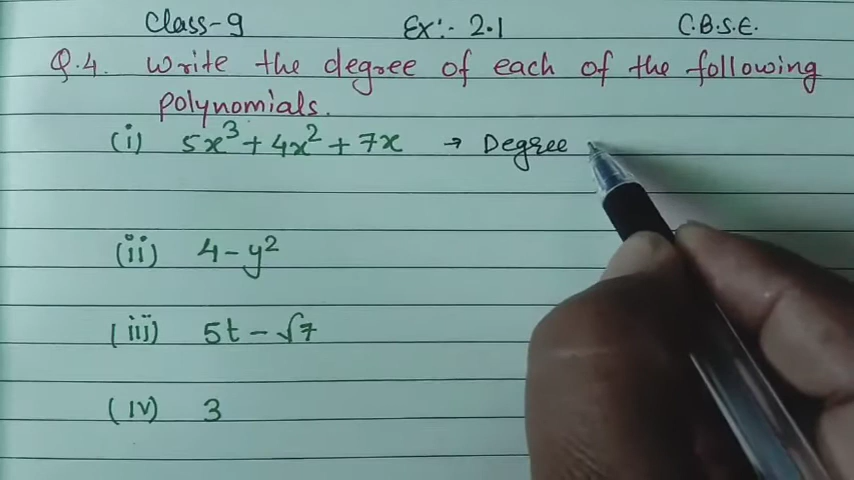 Class-9 Ex:- 2.1 C.B.S.E.
Q.4. Write the degree of each of the following
polynomials.
(i) 5x³ + 4x² + 7x → Degree
(ii) 4 - y²
(iii) 5t - √7
(iv) 3